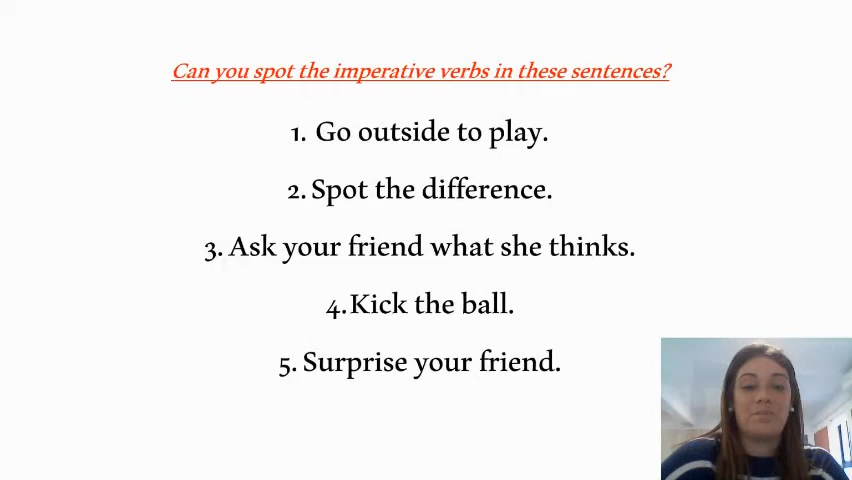 Can you spot the imperative verbs in these sentences?
1. Go outside to play.
2. Spot the difference.
3. Ask your friend what she thinks.
4. Kick the ball.
5. Surprise your friend.